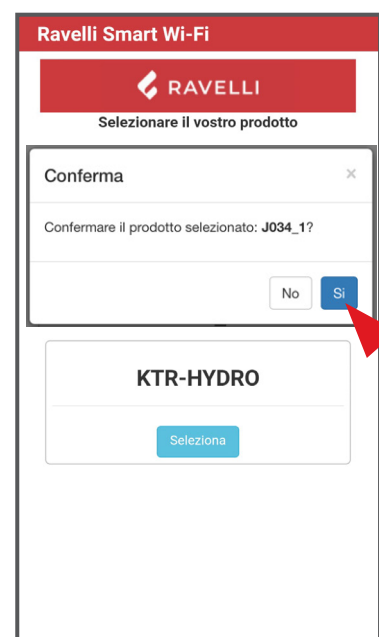 Ravelli Smart Wi-Fi
RAVELLI
Selezionare il vostro prodotto
Conferma ×
Confermare il prodotto selezionato: J034_1?
No Si
KTR-HYDRO
Seleziona